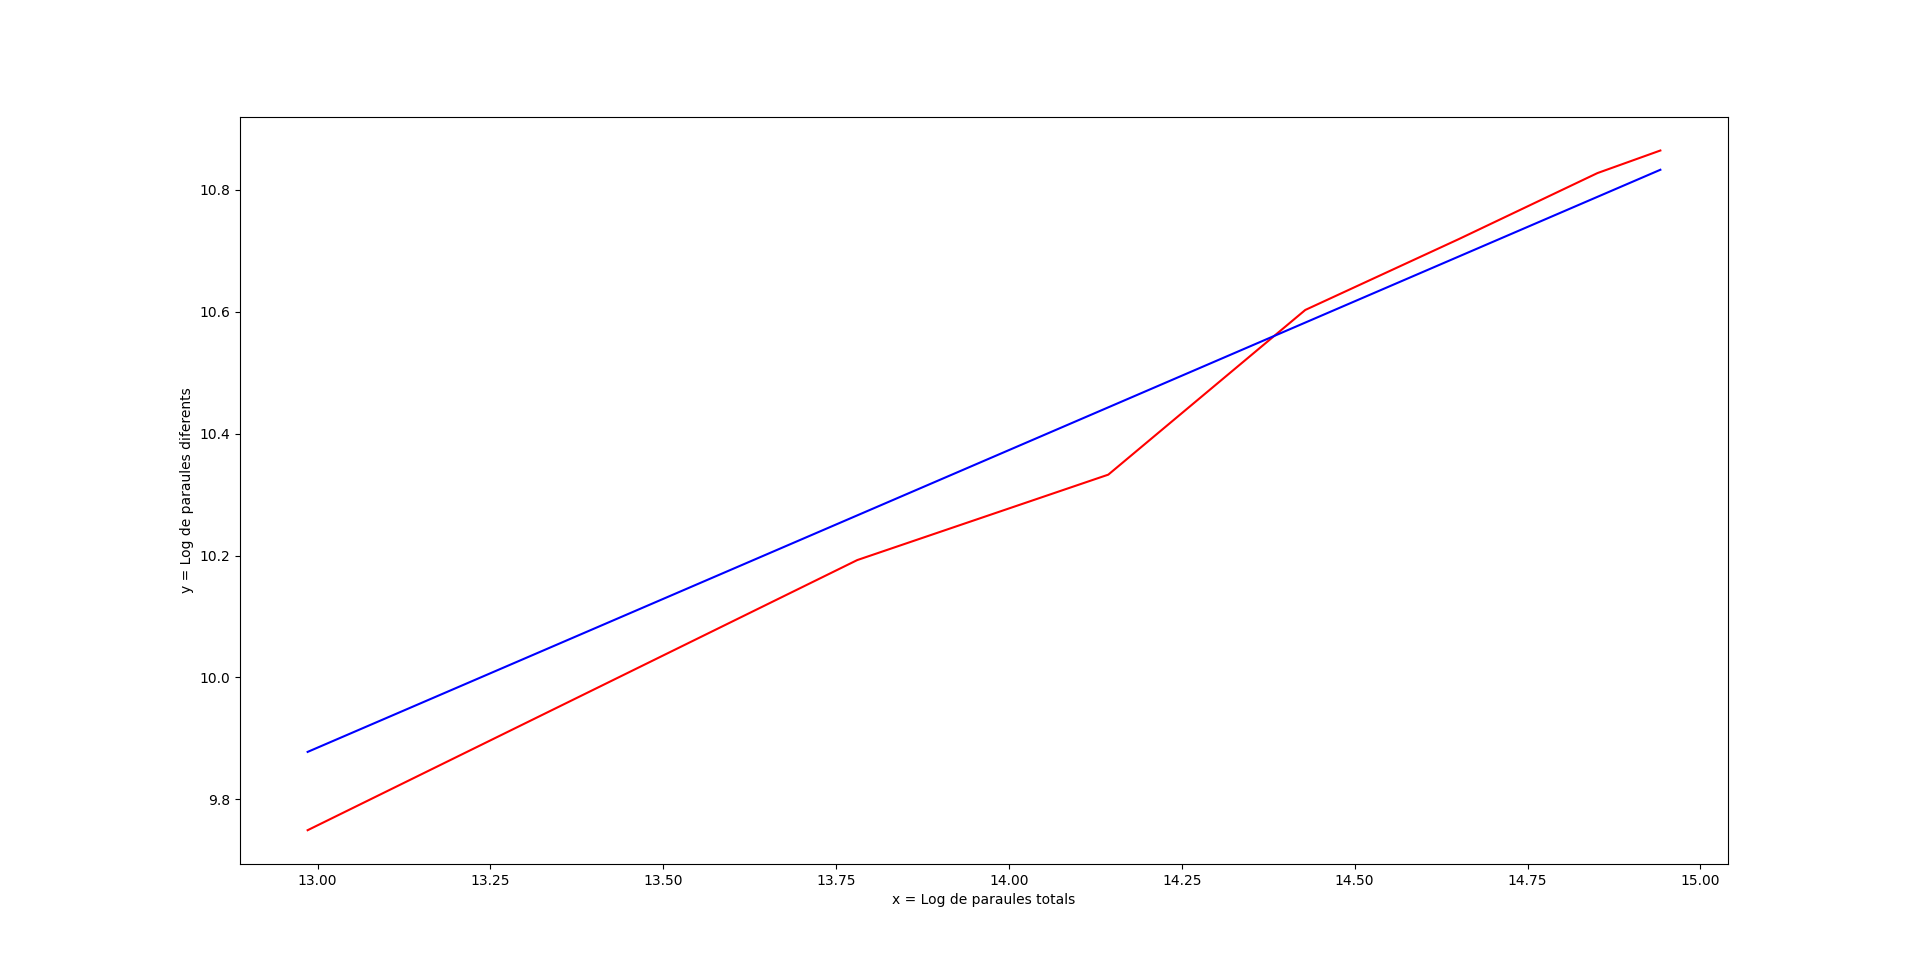 10.8
10.6
10.4
10.2
10.0
9.8
y = Log de paraules diferents
13.00 13.25 13.50 13.75 14.00 14.25 14.50 14.75 15.00
x = Log de paraules totals